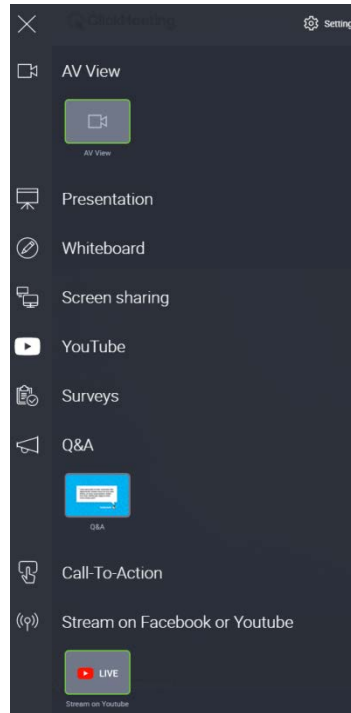 Setting
AV View
AV View
Presentation
Whiteboard
Screen sharing
YouTube
Surveys
Q&A
Q&A
Call-To-Action
Stream on Facebook or Youtube
LIVE
Stream on Youtube